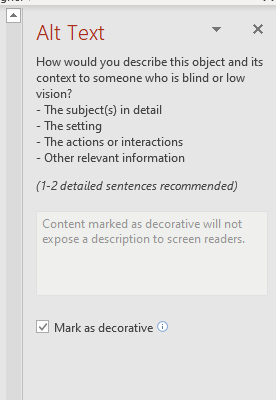 Alt Text
How would you describe this object and its
context to someone who is blind or low
vision?
- The subject(s) in detail
- The setting
- The actions or interactions
- Other relevant information
(1-2 detailed sentences recommended)
Content marked as decorative will not
expose a description to screen readers.
Mark as decorative